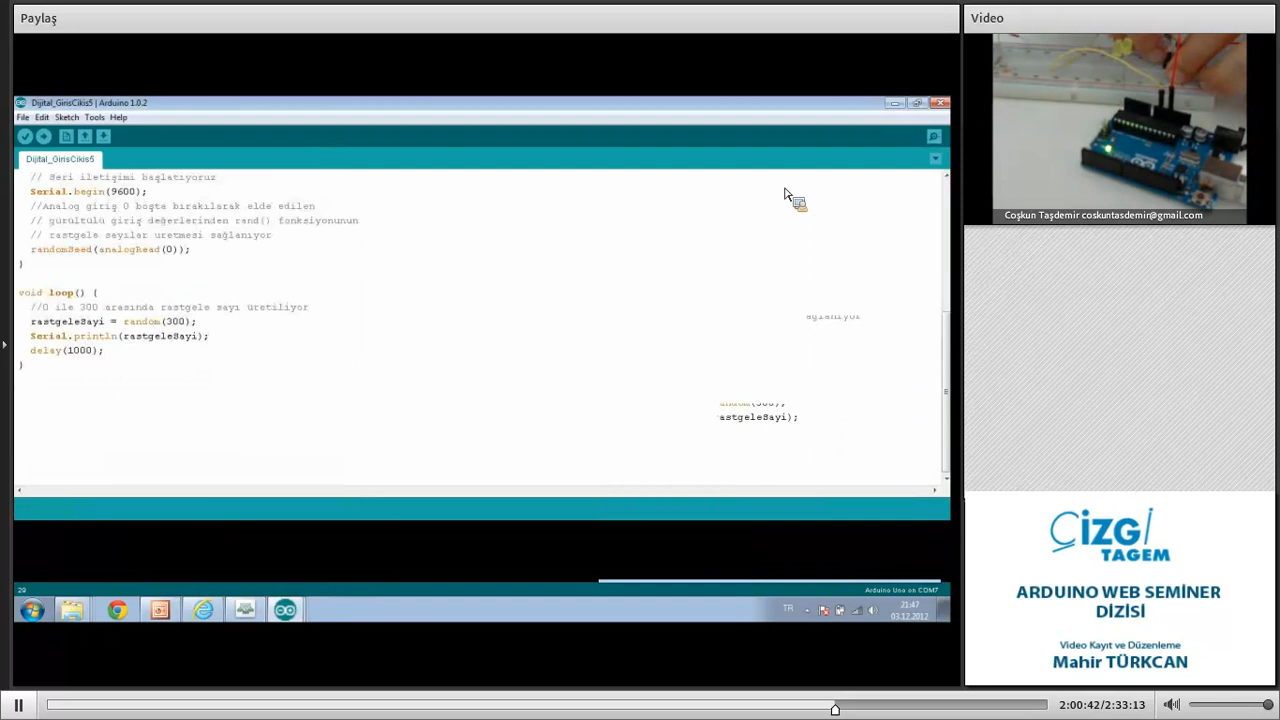 Paylaş
Video
Dijital_GirisCikis5 | Arduino 1.0.2
File Edit Sketch Tools Help
Dijital_GirisCikis5
// Seri iletişimi başlatıyoruz
Serial.begin(9600);
//Analog giriş 0 boşta bırakılarak elde edilen
// gürültülü giriş değerlerinden rand() fonksiyonunun
// rastgele sayılar üretmesi sağlanıyor
randomSeed(analogRead(0));
}
void loop() {
//0 ile 300 arasında rastgele sayı üretiliyor
rastgeleSayi = random(300);
Serial.println(rastgeleSayi);
delay(1000);
}
ağlanıyor
andom(300);
astgeleSayi);
29
Arduino Uno on COM7
TR
21:47
03.12.2012
Coşkun Taşdemir coskuntasdemir@gmail.com
ÇİZGİ
TAGEM
ARDUINO WEB SEMİNER
DİZİSİ
Video Kayıt ve Düzenleme
Mahir TÜRKCAN
2:00:42/2:33:13